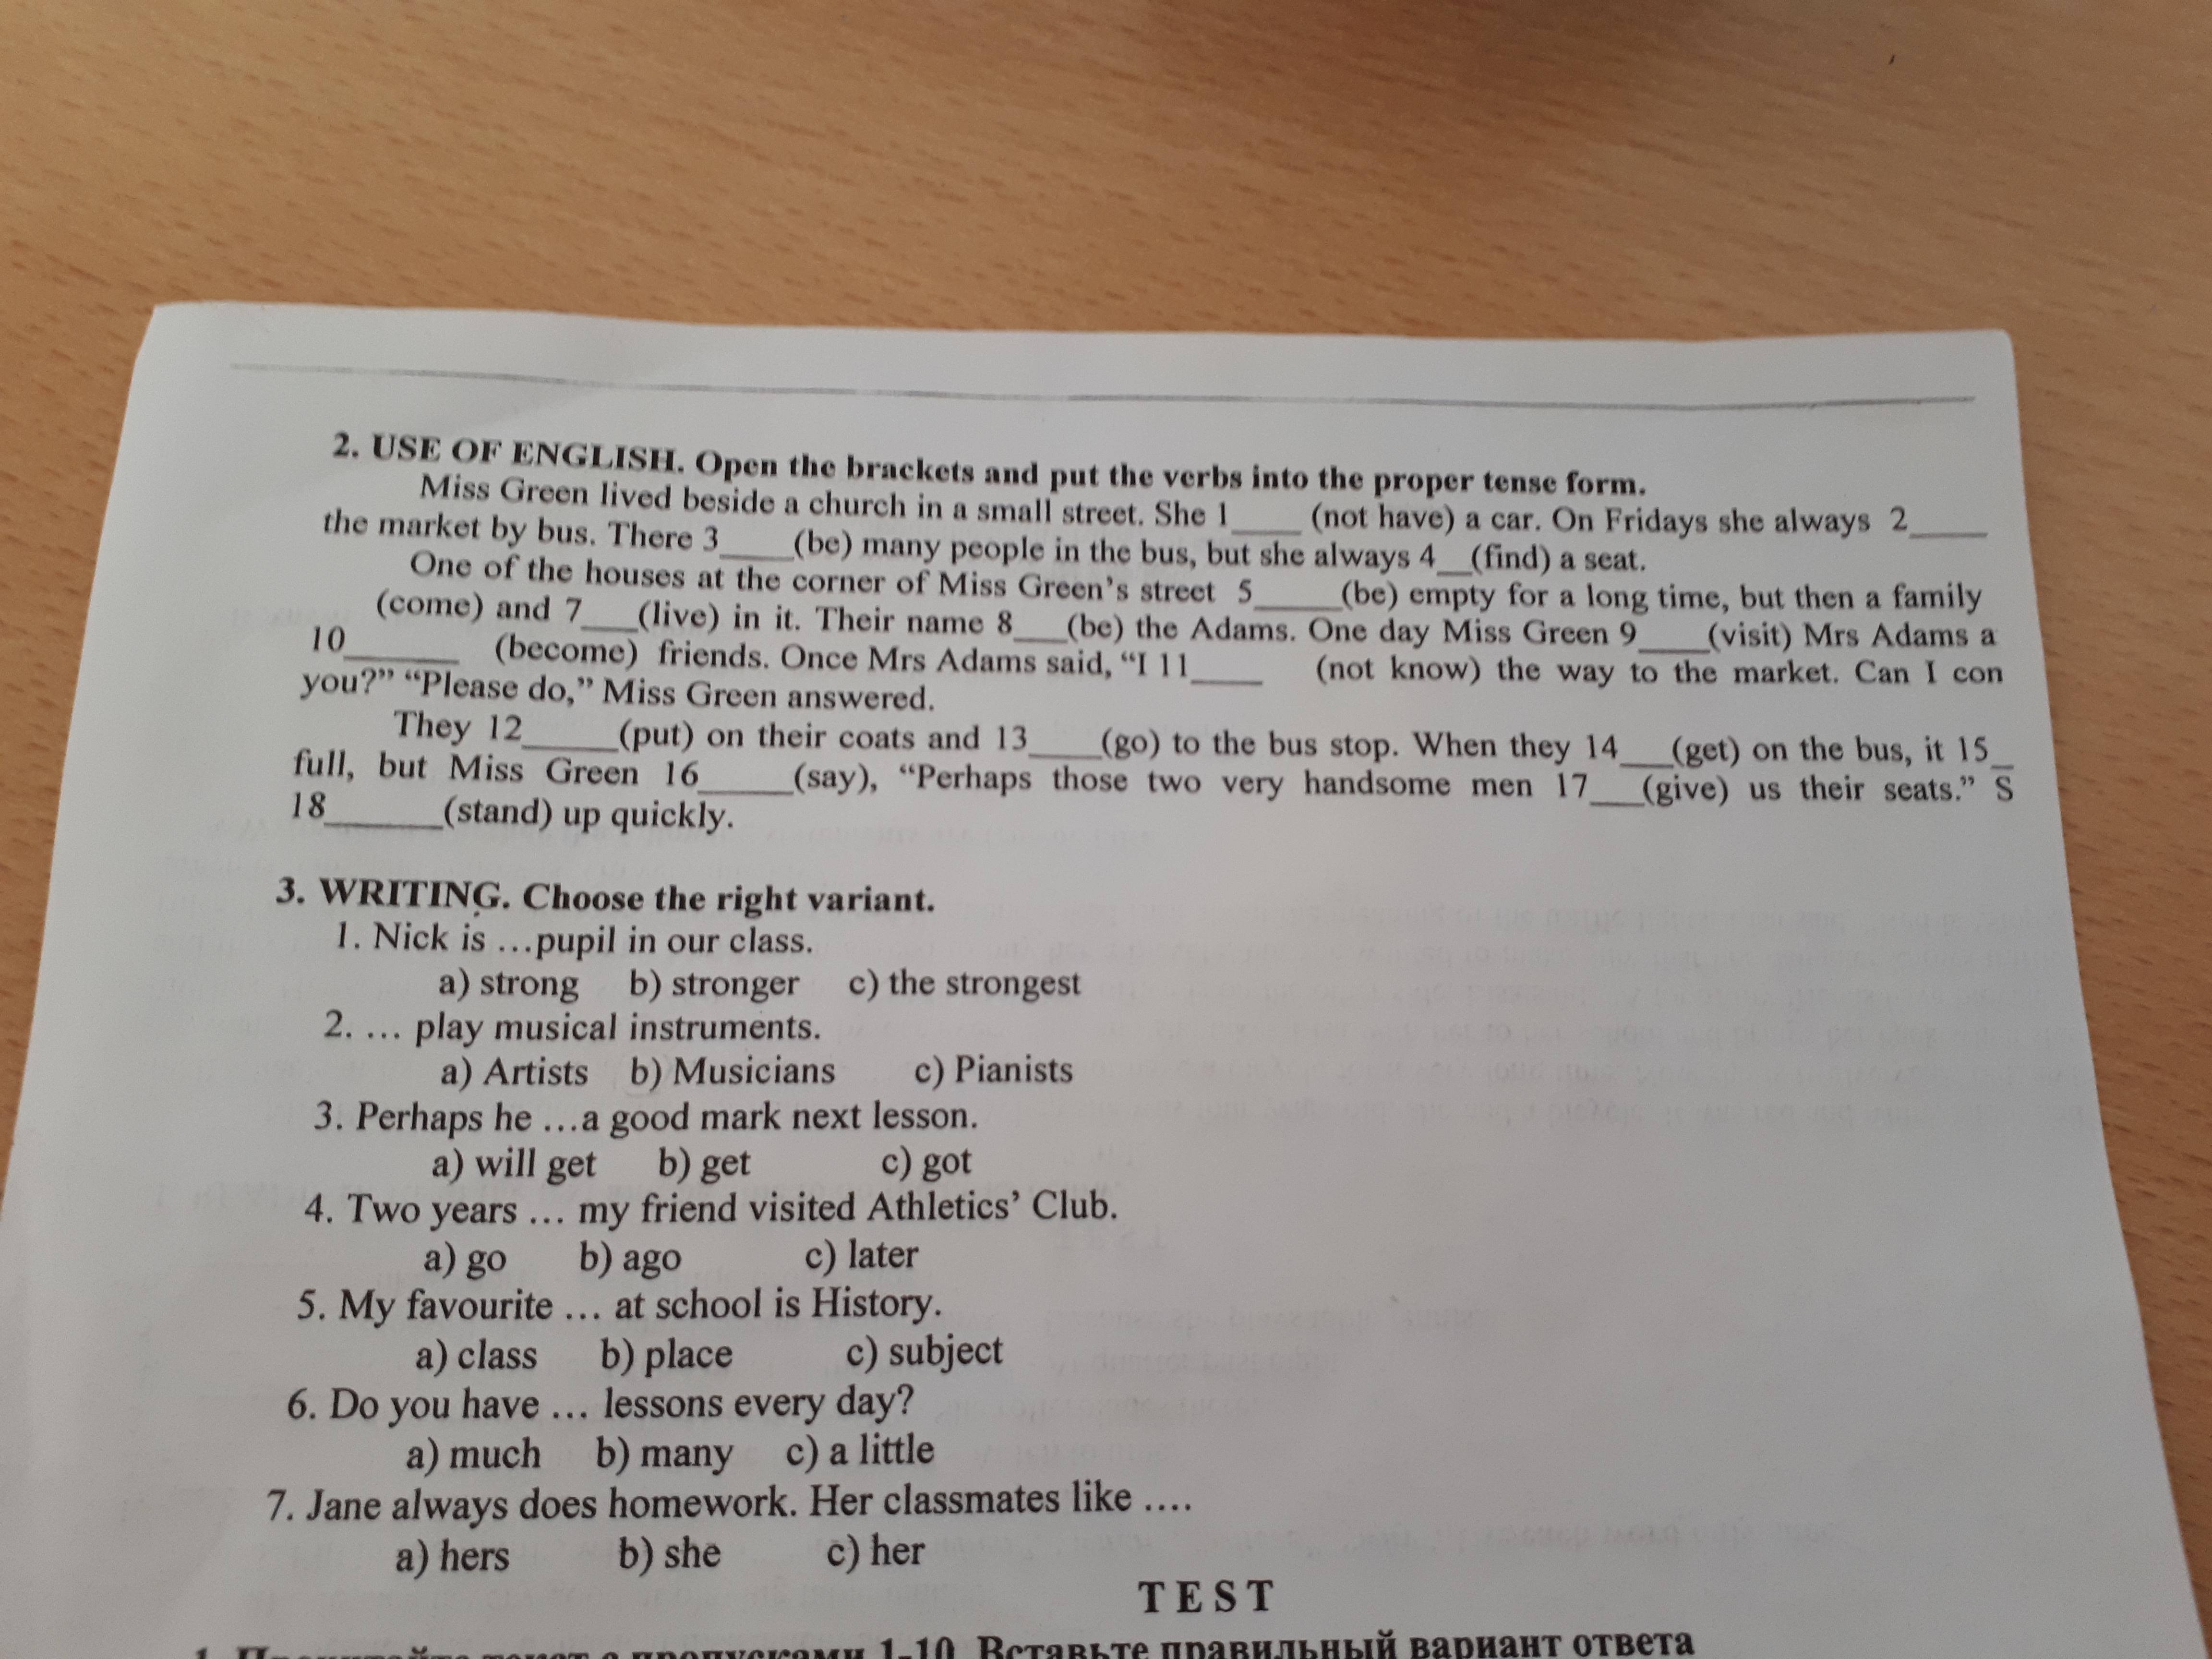 2. USE OF ENGLISH. Open the brackets and put the verbs into the proper tense form.
Miss Green lived beside a church in a small street. She 1____ (not have) a car. On Fridays she always 2____
the market by bus. There 3____(be) many people in the bus, but she always 4__(find) a seat.
One of the houses at the corner of Miss Green's street 5_____(be) empty for a long time, but then a family
(come) and 7___(live) in it. Their name 8___(be) the Adams. One day Miss Green 9____(visit) Mrs Adams a
10______ (become) friends. Once Mrs Adams said, “I 11____ (not know) the way to the market. Can I con
you?” “Please do,” Miss Green answered.
They 12_____(put) on their coats and 13____(go) to the bus stop. When they 14___(get) on the bus, it 15_
full, but Miss Green 16_____(say), “Perhaps those two very handsome men 17___(give) us their seats.” S
18______(stand) up quickly.
3. WRITING. Choose the right variant.
1. Nick is …pupil in our class.
a) strong b) stronger c) the strongest
2. … play musical instruments.
a) Artists b) Musicians c) Pianists
3. Perhaps he …a good mark next lesson.
a) will get b) get c) got
4. Two years … my friend visited Athletics’ Club.
a) go b) ago c) later
5. My favourite … at school is History.
a) class b) place c) subject
6. Do you have … lessons every day?
a) much b) many c) a little
7. Jane always does homework. Her classmates like ….
a) hers b) she c) her
TEST
1. Прочитайте текст с пропусками 1-10. Вставьте правильный вариант ответа